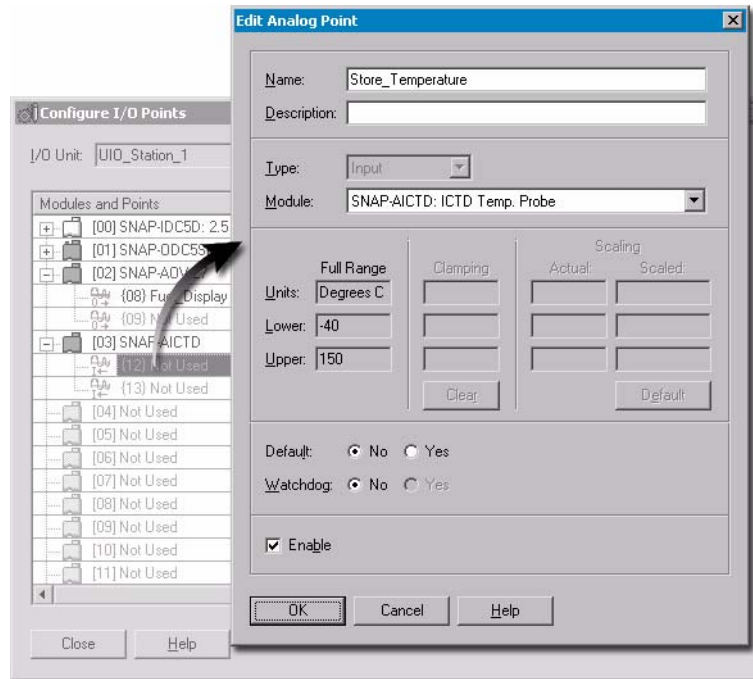 Edit Analog Point
Name: Store_Temperature
Description:
Type: Input
Module: SNAP-AICTD: ICTD Temp. Probe
Scaling
Full Range Clamping Actual: Scaled:
Units: Degrees C
Lower: -40
Upper: 150
Clear Default
Default: No Yes
Watchdog: No Yes
Enable
OK Cancel Help
Configure I/O Points
I/O Unit: UIO_Station_1
Modules and Points
[00] SNAP-IDC5D: 2.5
[01] SNAP-ODC5S
[02] SNAP-AOV
(08) Fuel_Display
(09) Not Used
[03] SNAP-AICTD
(12) Not Used
(13) Not Used
[04] Not Used
[05] Not Used
[06] Not Used
[07] Not Used
[08] Not Used
[09] Not Used
[10] Not Used
[11] Not Used
Close Help